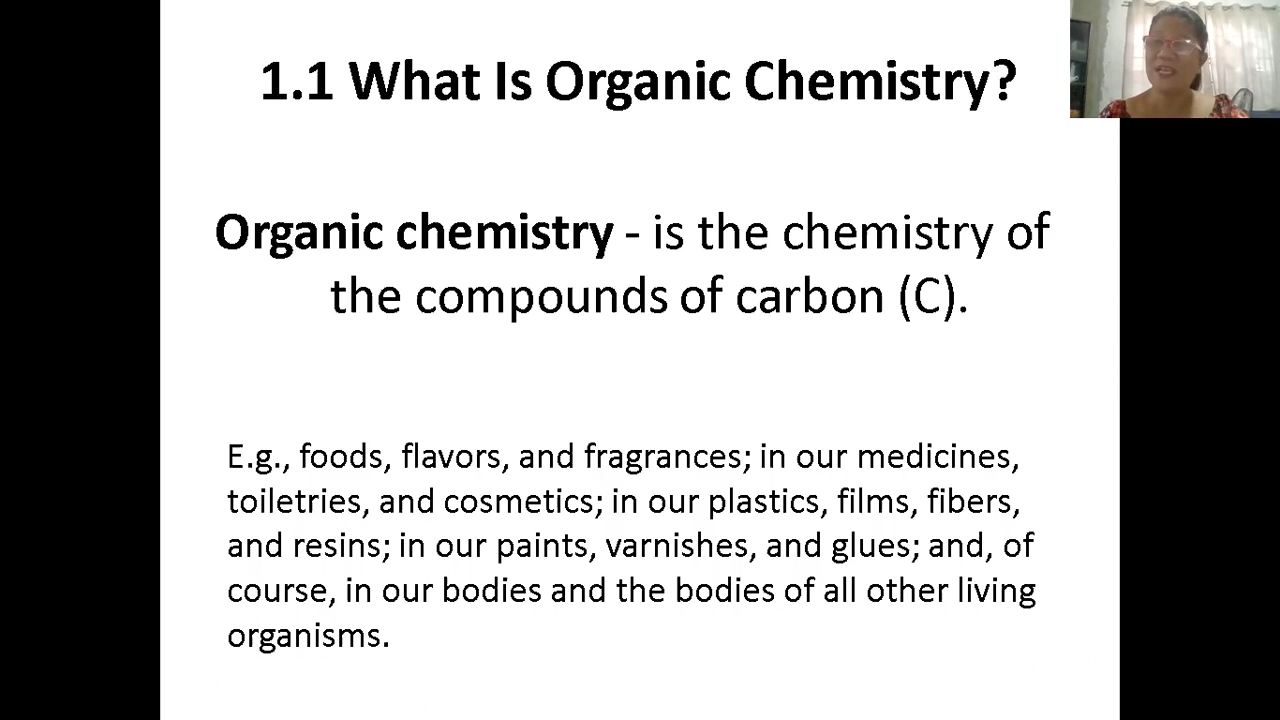 1.1 What Is Organic Chemistry?
Organic chemistry - is the chemistry of
the compounds of carbon (C).
E.g., foods, flavors, and fragrances; in our medicines,
toiletries, and cosmetics; in our plastics, films, fibers,
and resins; in our paints, varnishes, and glues; and, of
course, in our bodies and the bodies of all other living
organisms.